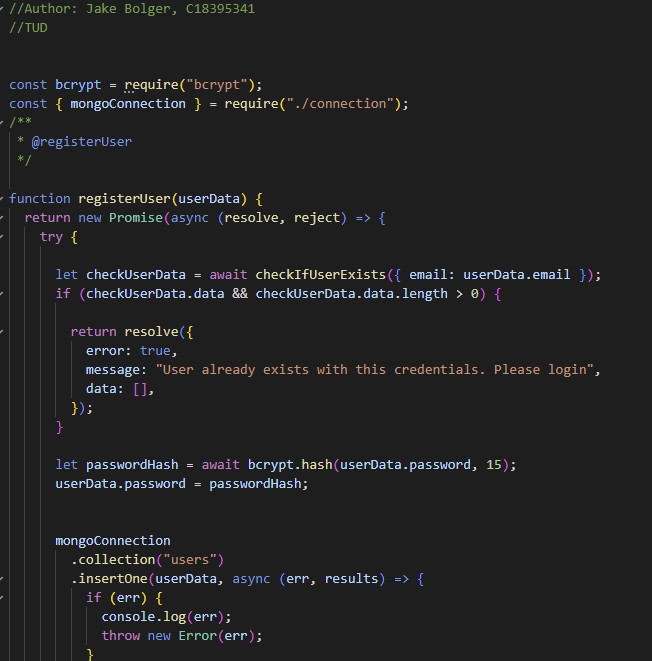 //Author: Jake Bolger, C18395341
//TUD
const bcrypt = require("bcrypt");
const { mongoConnection } = require("./connection");
/**
* @registerUser
*/
function registerUser(userData) {
return new Promise(async (resolve, reject) => {
try {
let checkUserData = await checkIfUserExists({ email: userData.email });
if (checkUserData.data && checkUserData.data.length > 0) {
return resolve({
error: true,
message: "User already exists with this credentials. Please login",
data: [],
});
}
let passwordHash = await bcrypt.hash(userData.password, 15);
userData.password = passwordHash;
mongoConnection
.collection("users")
.insertOne(userData, async (err, results) => {
if (err) {
console.log(err);
throw new Error(err);
}